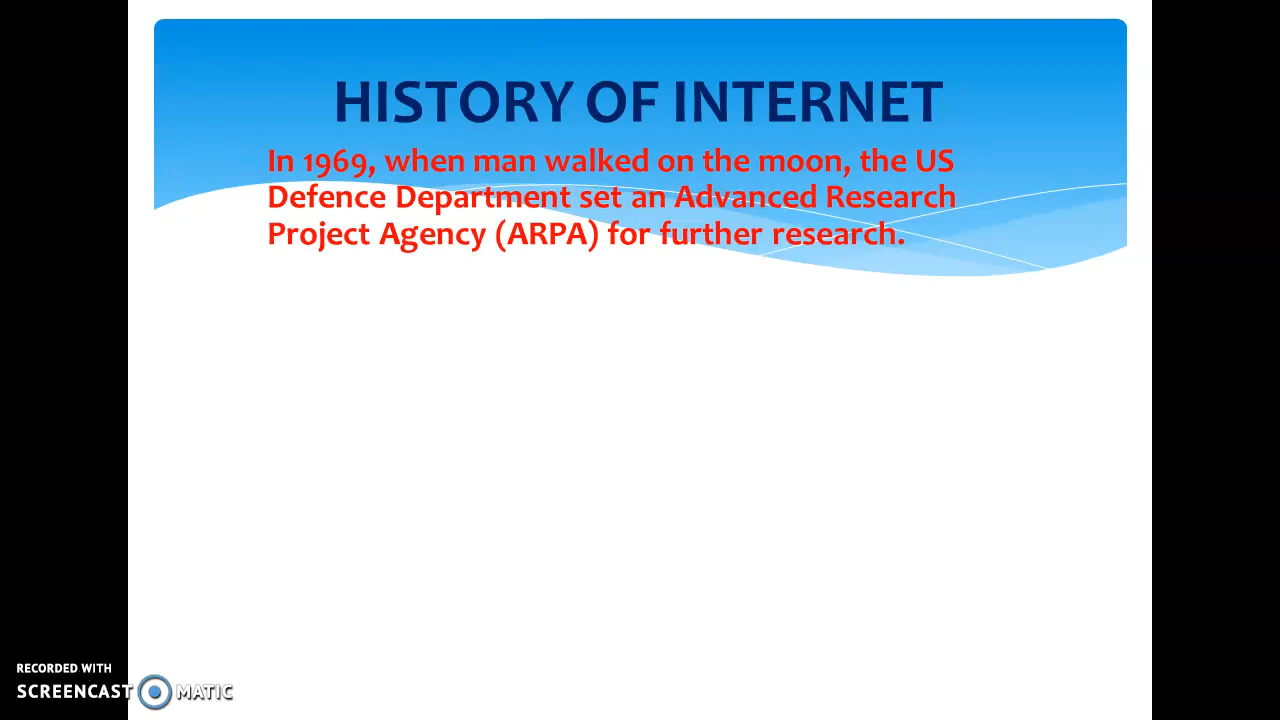 HISTORY OF INTERNET
In 1969, when man walked on the moon, the US
Defence Department set an Advanced Research
Project Agency (ARPA) for further research.
RECORDED WITH
SCREENCAST MATIC